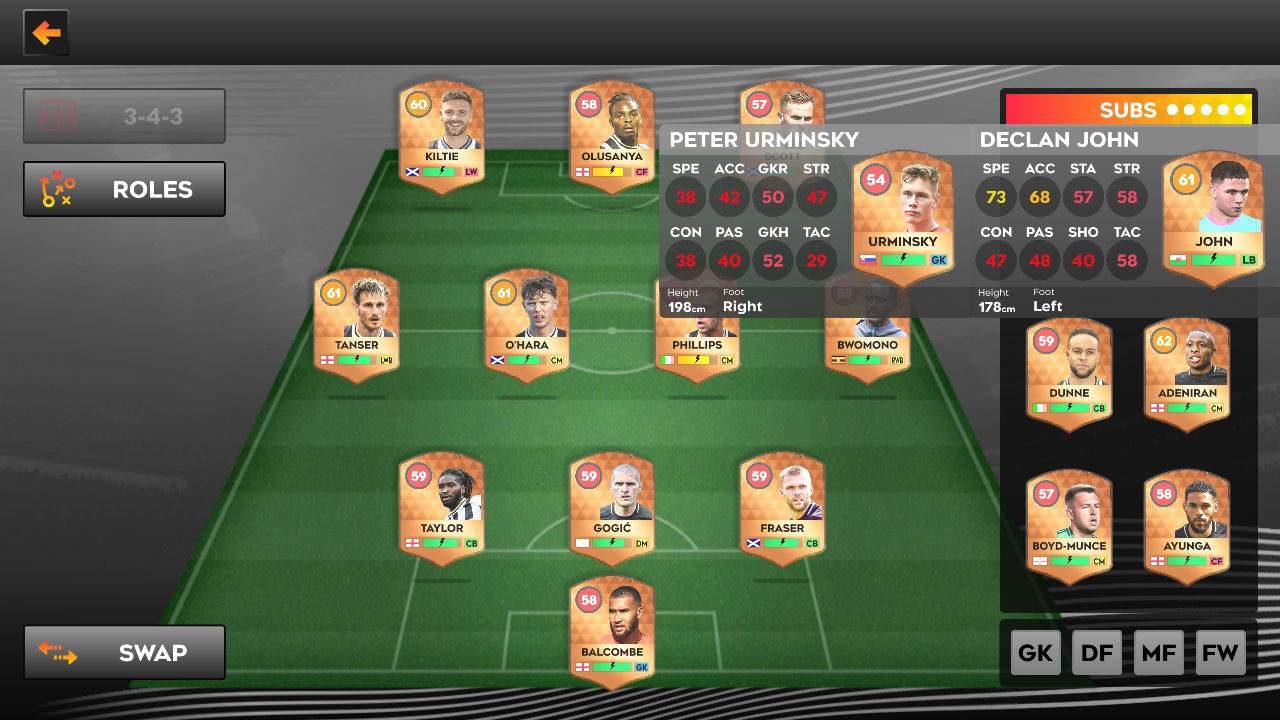 3-4-3
ROLES
SWAP
60
KILTIE
LW
58
OLUSANYA
CF
57
SCOTT
SUBS
PETER URMINSKY
SPE ACC GKR STR
38 42 50 47
CON PAS GKH TAC
38 40 52 29
Height Foot
198cm Right
54
URMINSKY
GK
DECLAN JOHN
SPE ACC STA STR
73 68 57 58
CON PAS SHO TAC
47 48 40 58
Height Foot
178cm Left
61
JOHN
LB
61
TANSER
LWB
61
O'HARA
CM
PHILLIPS
CM
58
BWOMONO
RWB
59
DUNNE
CB
62
ADENIRAN
CM
59
TAYLOR
CB
59
GOGIĆ
DM
59
FRASER
CB
57
BOYD-MUNCE
CM
58
AYUNGA
CF
58
BALCOMBE
GK
GK DF MF FW